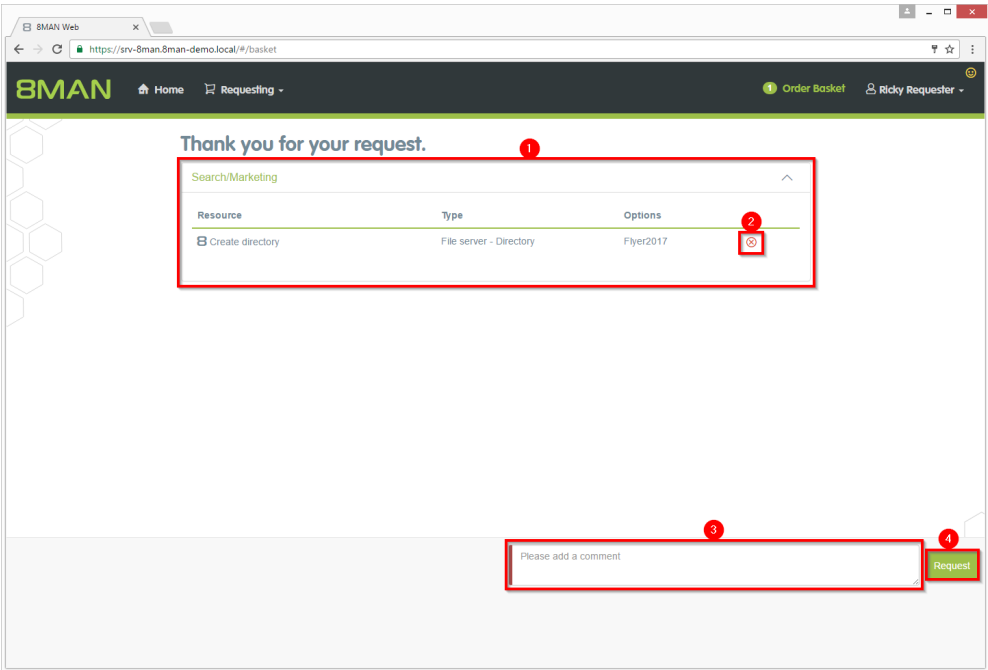 8MAN Web
https://srv-8man.8man-demo.local/#/basket
8MAN Home Requesting 1 Order Basket Ricky Requester
Thank you for your request.
1
Search/Marketing
Resource Type Options
2
Create directory File server - Directory Flyer2017
3
4
Please add a comment
Request